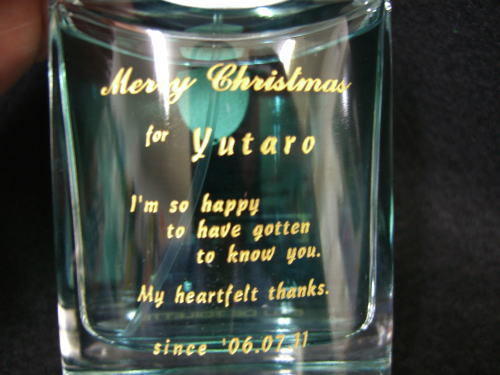 Merry Christmas
for Yutaro
I'm so happy
to have gotten
to know you.
My heartfelt thanks.
since '06.07.11